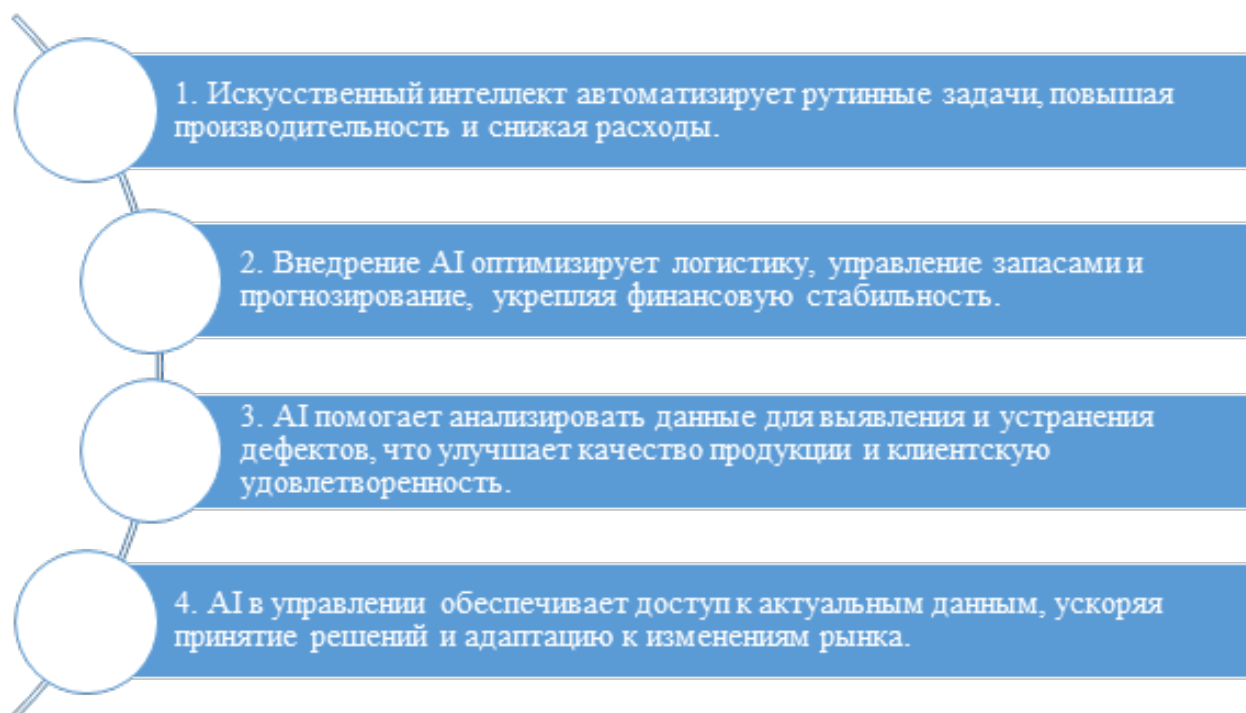 1. Искусственный интеллект автоматизирует рутинные задачи, повышая
производительность и снижая расходы.
2. Внедрение AI оптимизирует логистику, управление запасами и
прогнозирование, укрепляя финансовую стабильность.
3. AI помогает анализировать данные для выявления и устранения
дефектов, что улучшает качество продукции и клиентскую
удовлетворенность.
4. AI в управлении обеспечивает доступ к актуальным данным, ускоряя
принятие решений и адаптацию к изменениям рынка.